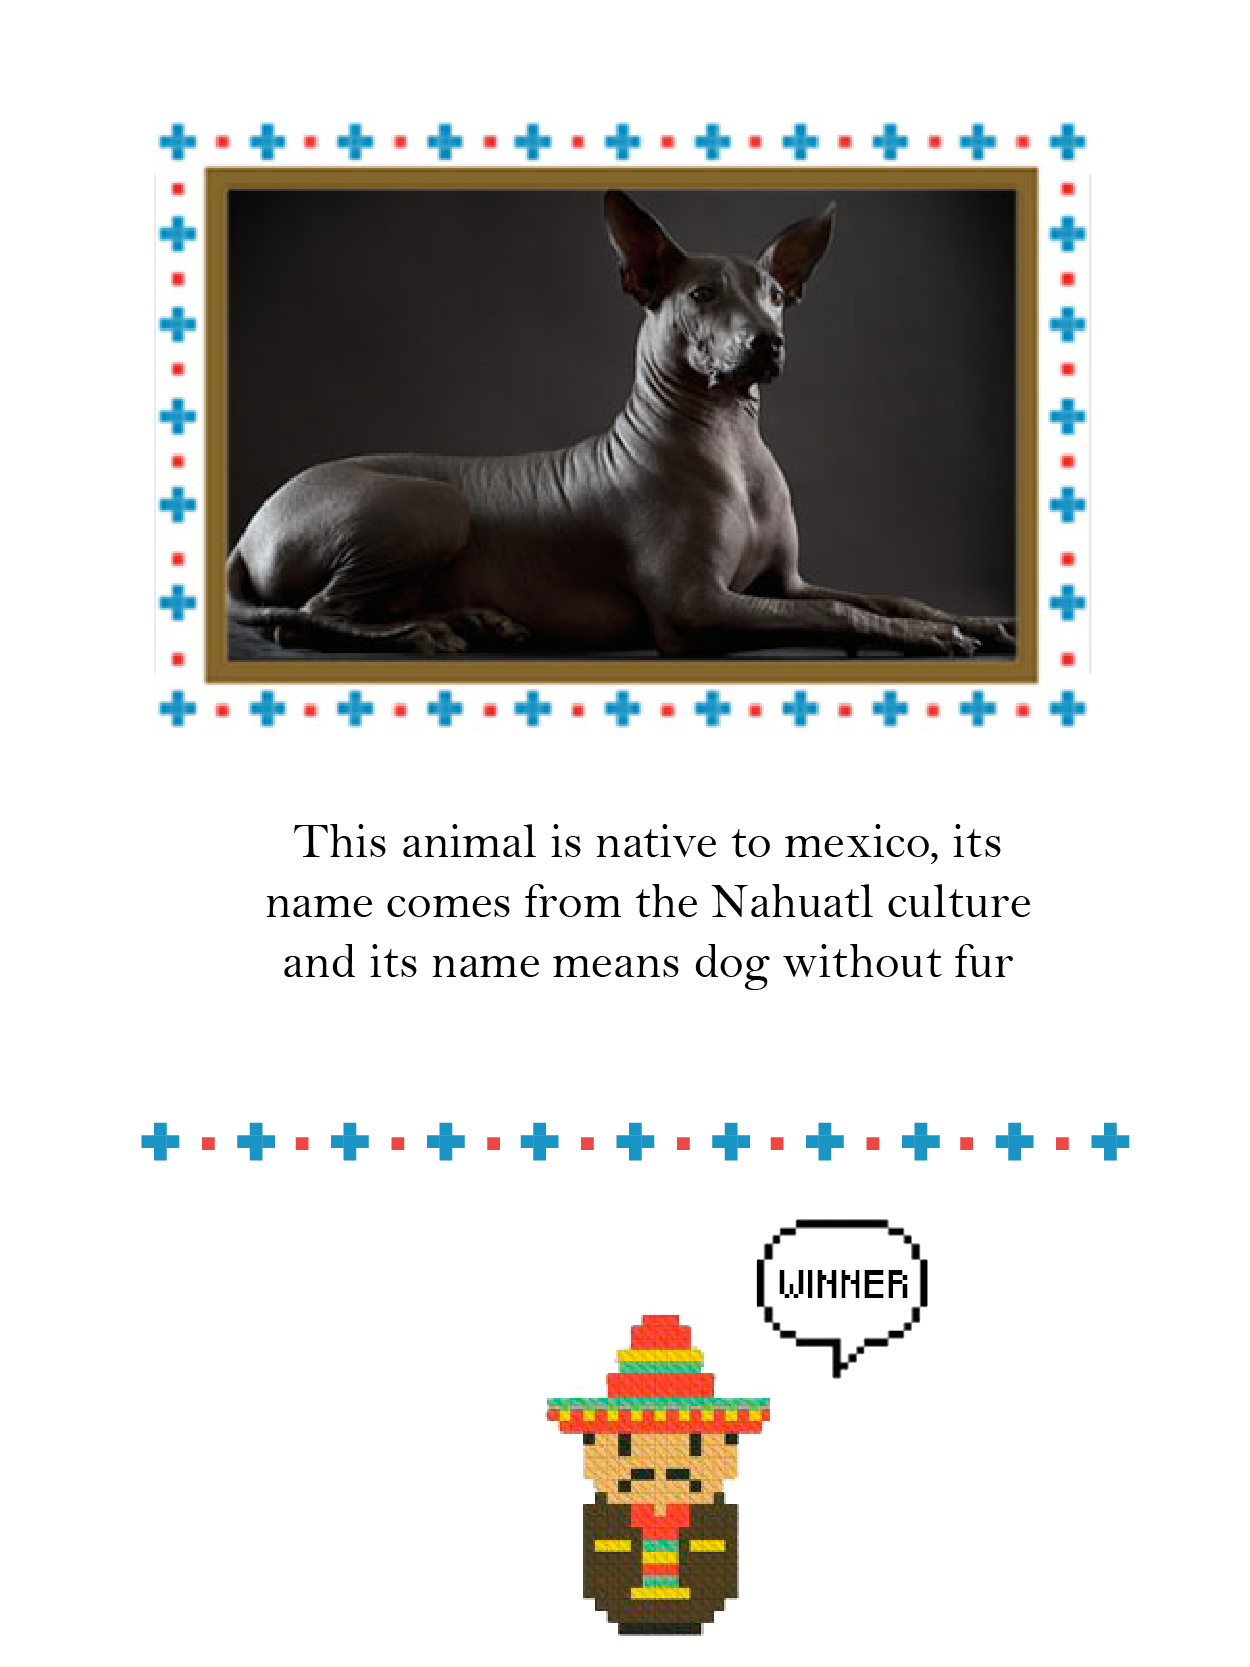 This animal is native to mexico, its
name comes from the Nahuatl culture
and its name means dog without fur
WINNER